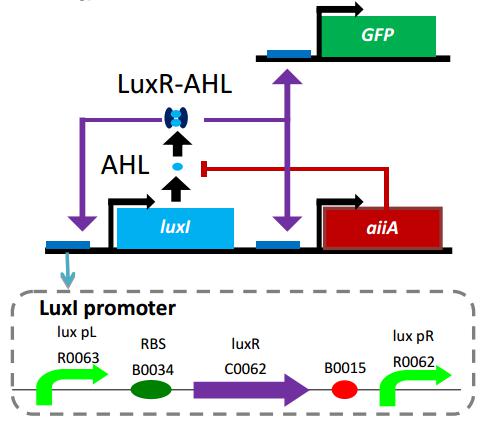 GFP
LuxR-AHL
AHL
luxI
aiiA
LuxI promoter
lux pL
R0063
RBS
B0034
luxR
C0062
B0015
lux pR
R0062